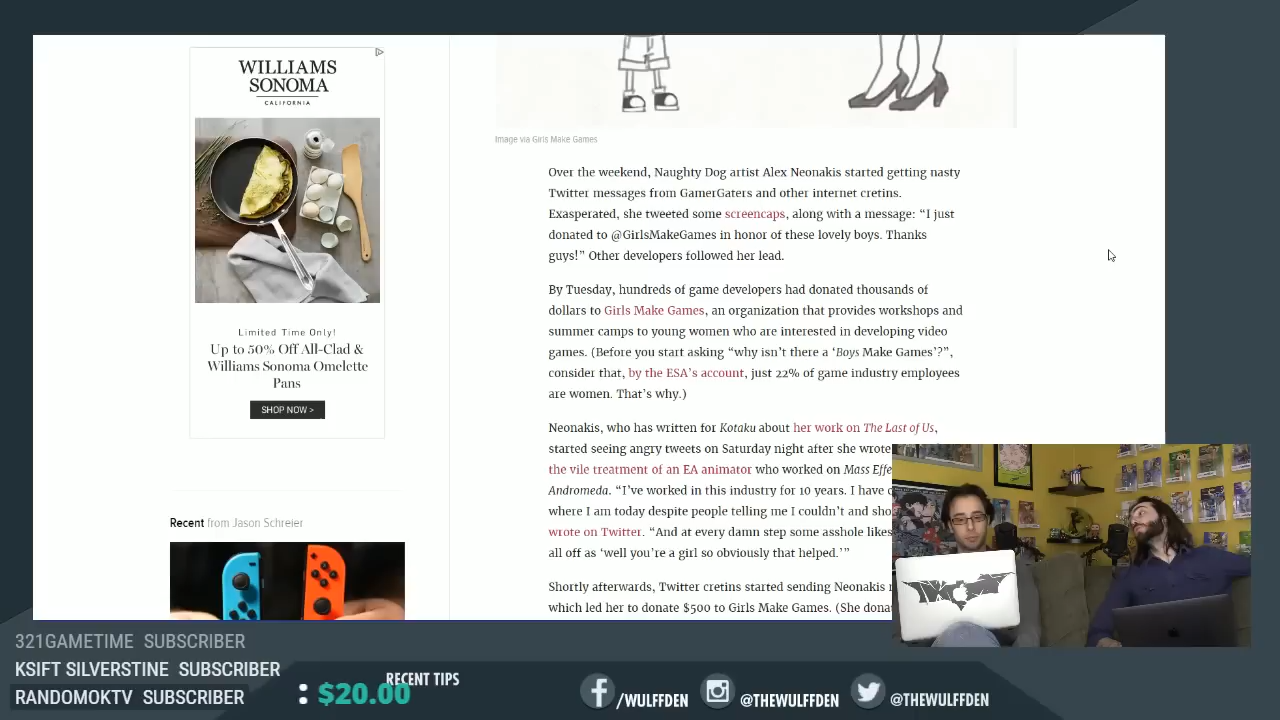 WILLIAMS
SONOMA
CALIFORNIA
Limited Time Only!
Up to 50% Off All-Clad &
Williams Sonoma Omelette
Pans
SHOP NOW >
Recent from Jason Schreier
Image via Girls Make Games
Over the weekend, Naughty Dog artist Alex Neonakis started getting nasty
Twitter messages from GamerGaters and other internet cretins.
Exasperated, she tweeted some screencaps, along with a message: “I just
donated to @GirlsMakeGames in honor of these lovely boys. Thanks
guys!” Other developers followed her lead.
By Tuesday, hundreds of game developers had donated thousands of
dollars to Girls Make Games, an organization that provides workshops and
summer camps to young women who are interested in developing video
games. (Before you start asking “why isn't there a ‘Boys Make Games’?”,
consider that, by the ESA's account, just 22% of game industry employees
are women. That's why.)
Neonakis, who has written for Kotaku about her work on The Last of Us,
started seeing angry tweets on Saturday night after she wrote
the vile treatment of an EA animator who worked on Mass Effe
Andromeda. “I've worked in this industry for 10 years. I have
where I am today despite people telling me I couldn't and sho
wrote on Twitter. “And at every damn step some asshole likes
all off as ‘well you're a girl so obviously that helped.’”
Shortly afterwards, Twitter cretins started sending Neonakis
which led her to donate $500 to Girls Make Games. (She donat
321GAMETIME SUBSCRIBER
KSIFT SILVERSTINE SUBSCRIBER
RANDOMOKTV SUBSCRIBER
RECENT TIPS
: $20.00
/WULFFDEN
@THEWULFFDEN
@THEWULFFDEN